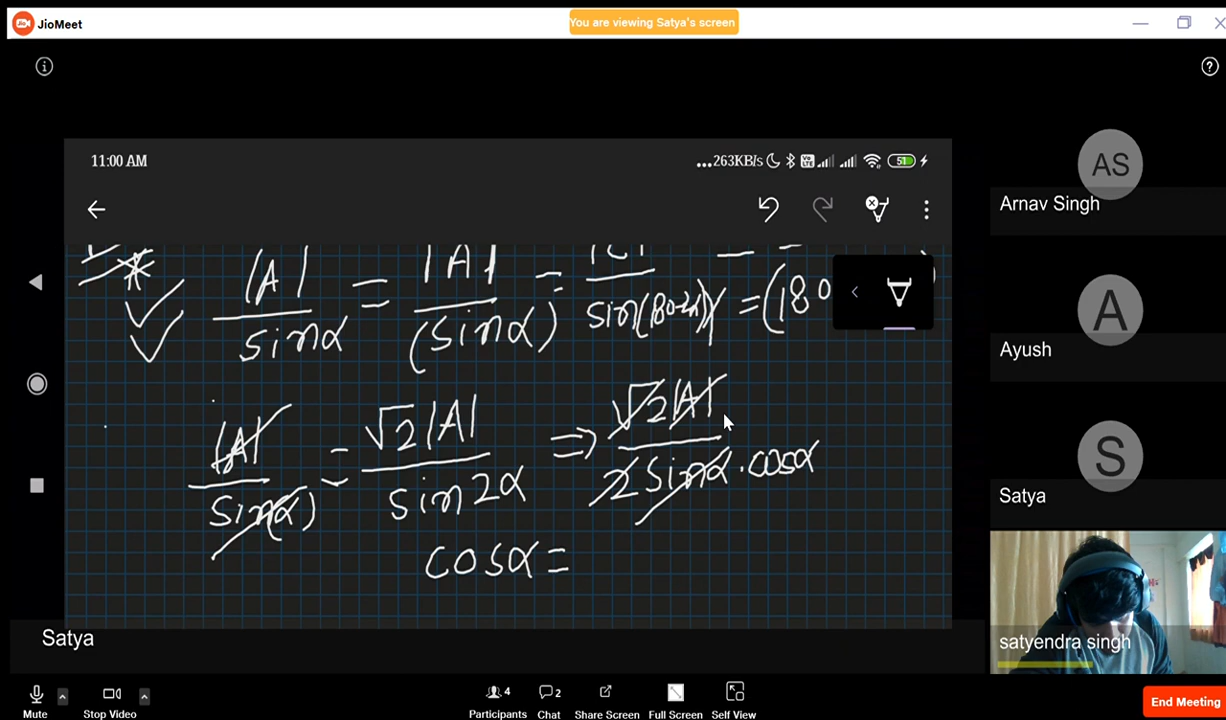 JioMeet
You are viewing Satya's screen
11:00 AM
...263KB/s 51
|A| / sinα = |A| / (sinα) = |C| / sin(180-2α) = (180
|A| / sin(α) = √2|A| / sin2α ⇒ √2|A| / 2sinα.cosα
cosα=
AS
Arnav Singh
A
Ayush
S
Satya
satyendra singh
Satya
Mute
Stop Video
4
Participants
2
Chat
Share Screen
Full Screen
Self View
End Meeting